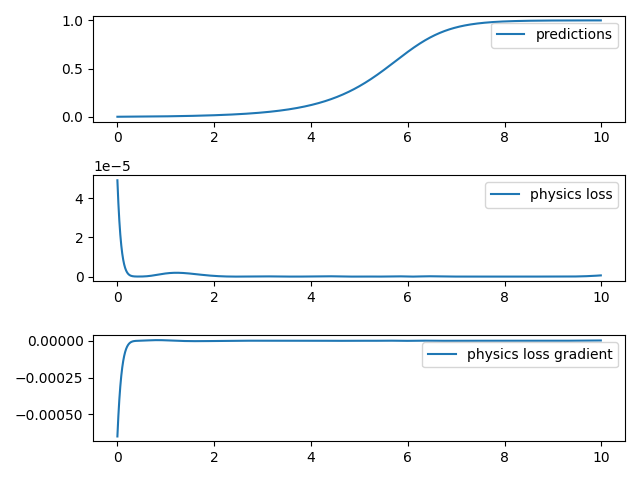 1.0
predictions
0.5
0.0
0 2 4 6 8 10
1e−5
physics loss
4
2
0
0 2 4 6 8 10
0.00000
physics loss gradient
−0.00025
−0.00050
0 2 4 6 8 10